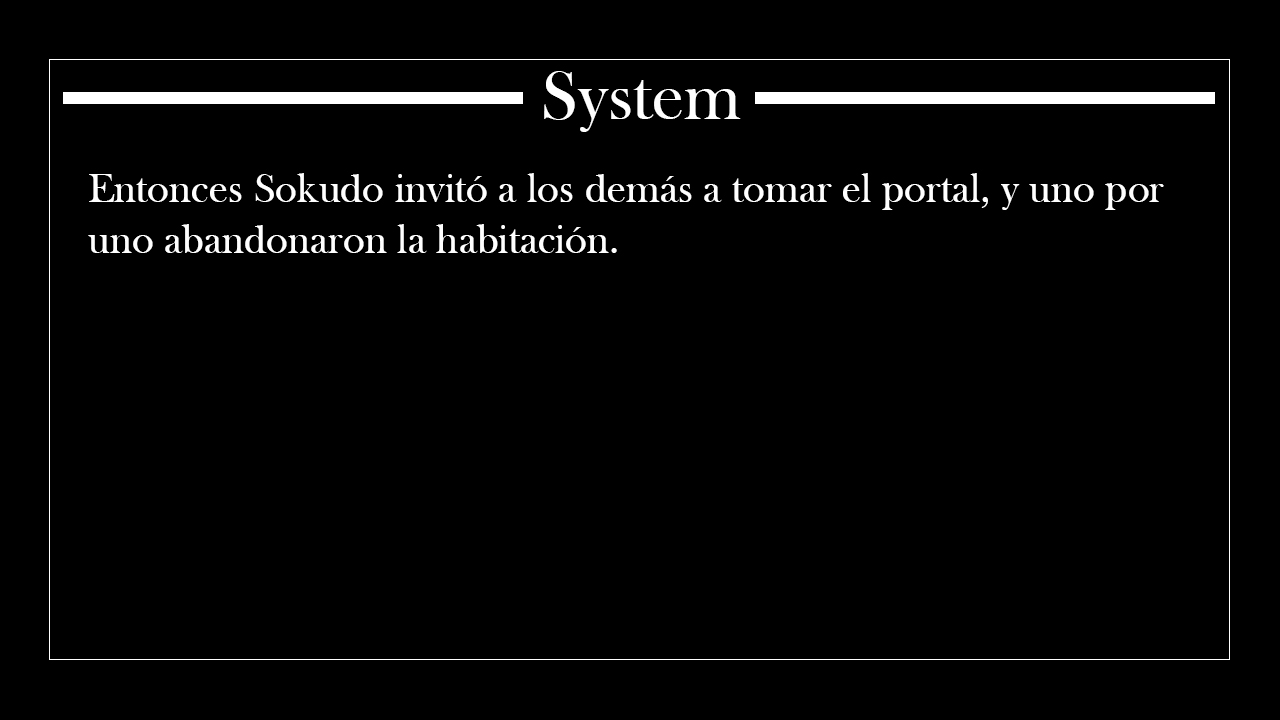 System
Entonces Sokudo invitó a los demás a tomar el portal, y uno por
uno abandonaron la habitación.